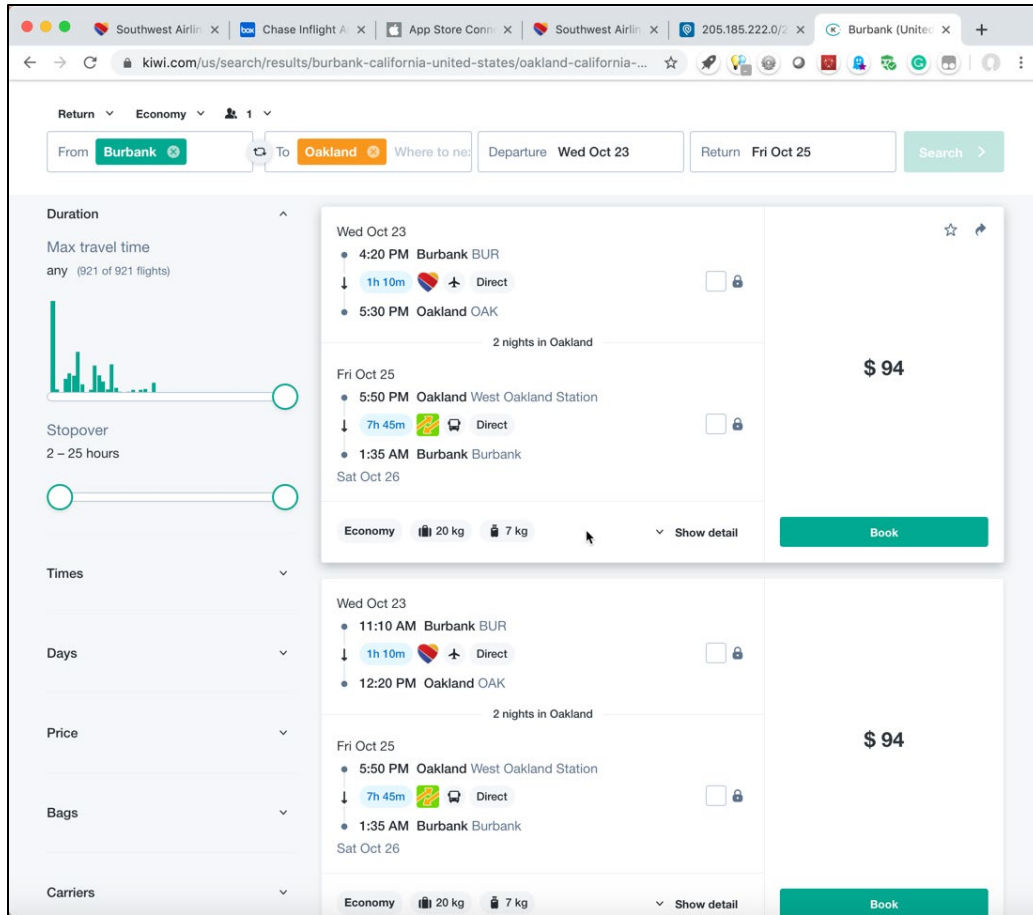 Southwest Airlin
box Chase Inflight A
App Store Conn
Southwest Airlin
205.185.222.0/2
Burbank (United
kiwi.com/us/search/results/burbank-california-united-states/oakland-california-...
Return Economy 1
From Burbank To Oakland Where to ne Departure Wed Oct 23 Return Fri Oct 25 Search
Duration
Max travel time
any (921 of 921 flights)
Stopover
2 – 25 hours
Times
Days
Price
Bags
Carriers
Wed Oct 23
4:20 PM Burbank BUR
1h 10m Direct
5:30 PM Oakland OAK
2 nights in Oakland
Fri Oct 25
5:50 PM Oakland West Oakland Station
7h 45m Direct
1:35 AM Burbank Burbank
Sat Oct 26
Economy 20 kg 7 kg Show detail
$ 94
Book
Wed Oct 23
11:10 AM Burbank BUR
1h 10m Direct
12:20 PM Oakland OAK
2 nights in Oakland
Fri Oct 25
5:50 PM Oakland West Oakland Station
7h 45m Direct
1:35 AM Burbank Burbank
Sat Oct 26
Economy 20 kg 7 kg Show detail
$ 94
Book